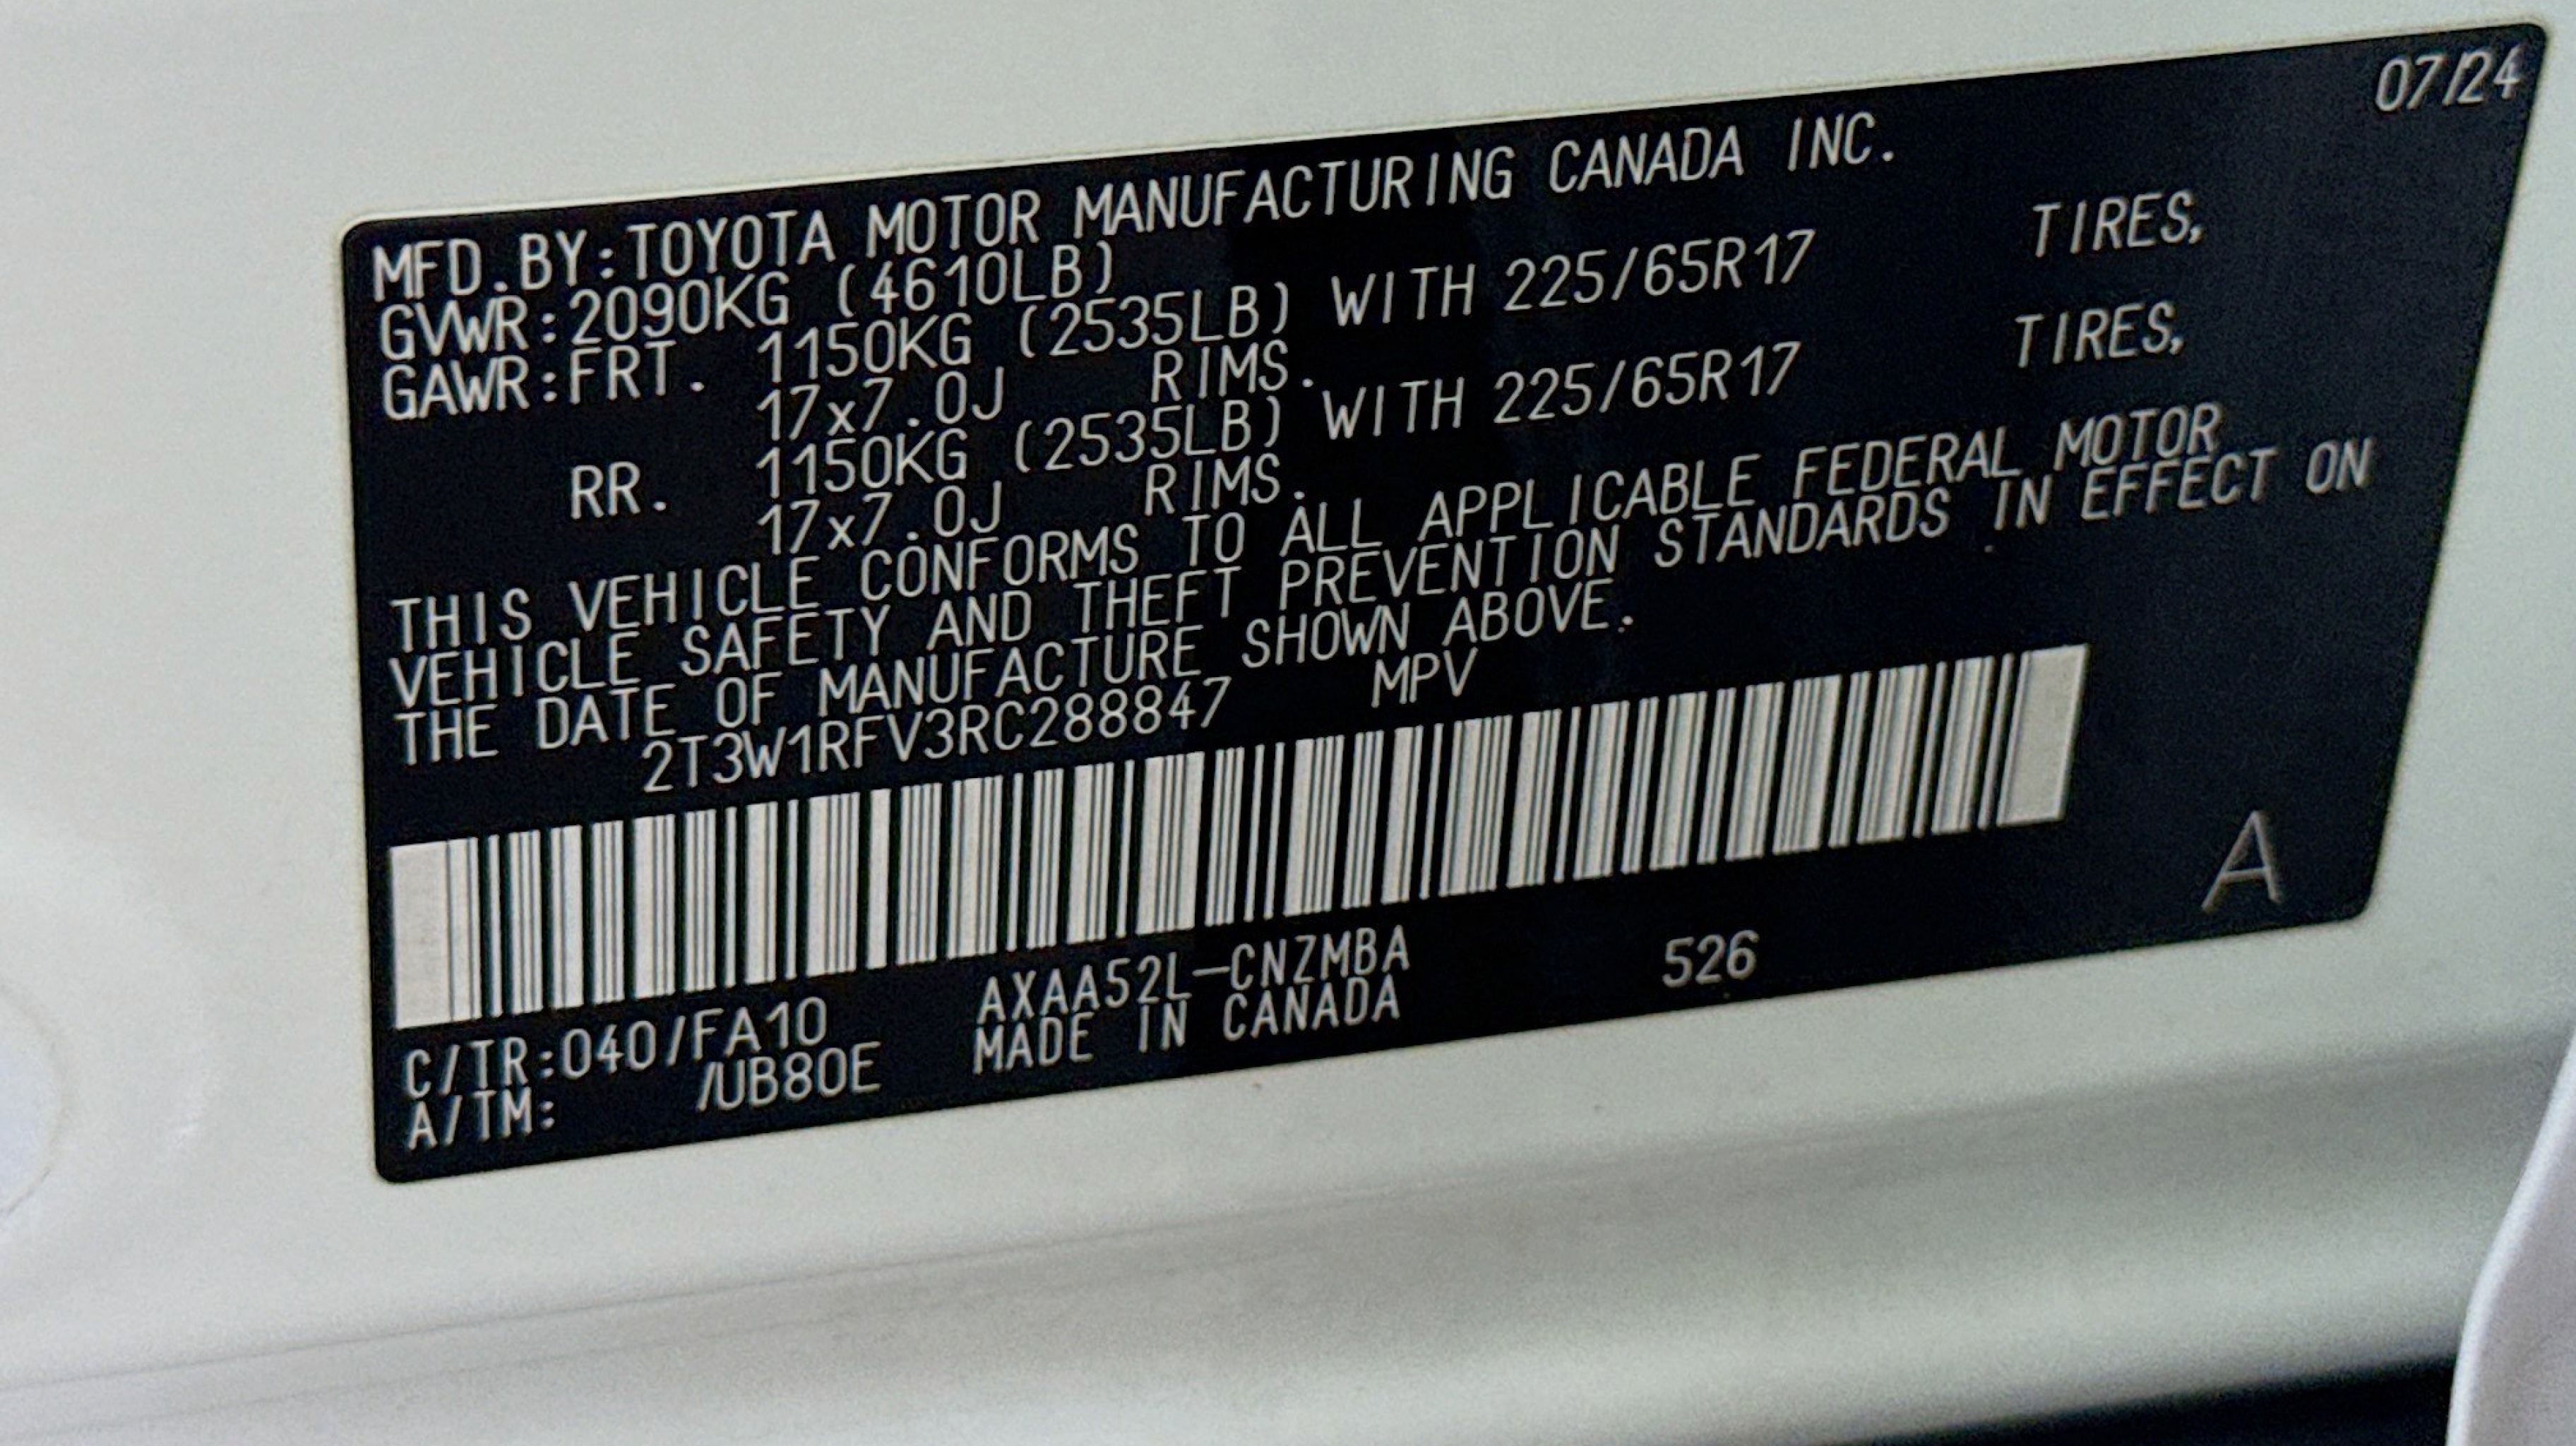 07/24
MFD.BY:TOYOTA MOTOR MANUFACTURING CANADA INC.
GVWR:2090KG (4610LB)
GAWR:FRT. 1150KG (2535LB) WITH 225/65R17 TIRES,
17x7.0J RIMS.
RR. 1150KG (2535LB) WITH 225/65R17 TIRES,
17x7.0J RIMS.
THIS VEHICLE CONFORMS TO ALL APPLICABLE FEDERAL MOTOR
VEHICLE SAFETY AND THEFT PREVENTION STANDARDS IN EFFECT ON
THE DATE OF MANUFACTURE SHOWN ABOVE.
2T3W1RFV3RC288847 MPV
A
C/TR:040/FA10 AXAA52L-CNZMBA 526
A/TM: /UB80E MADE IN CANADA